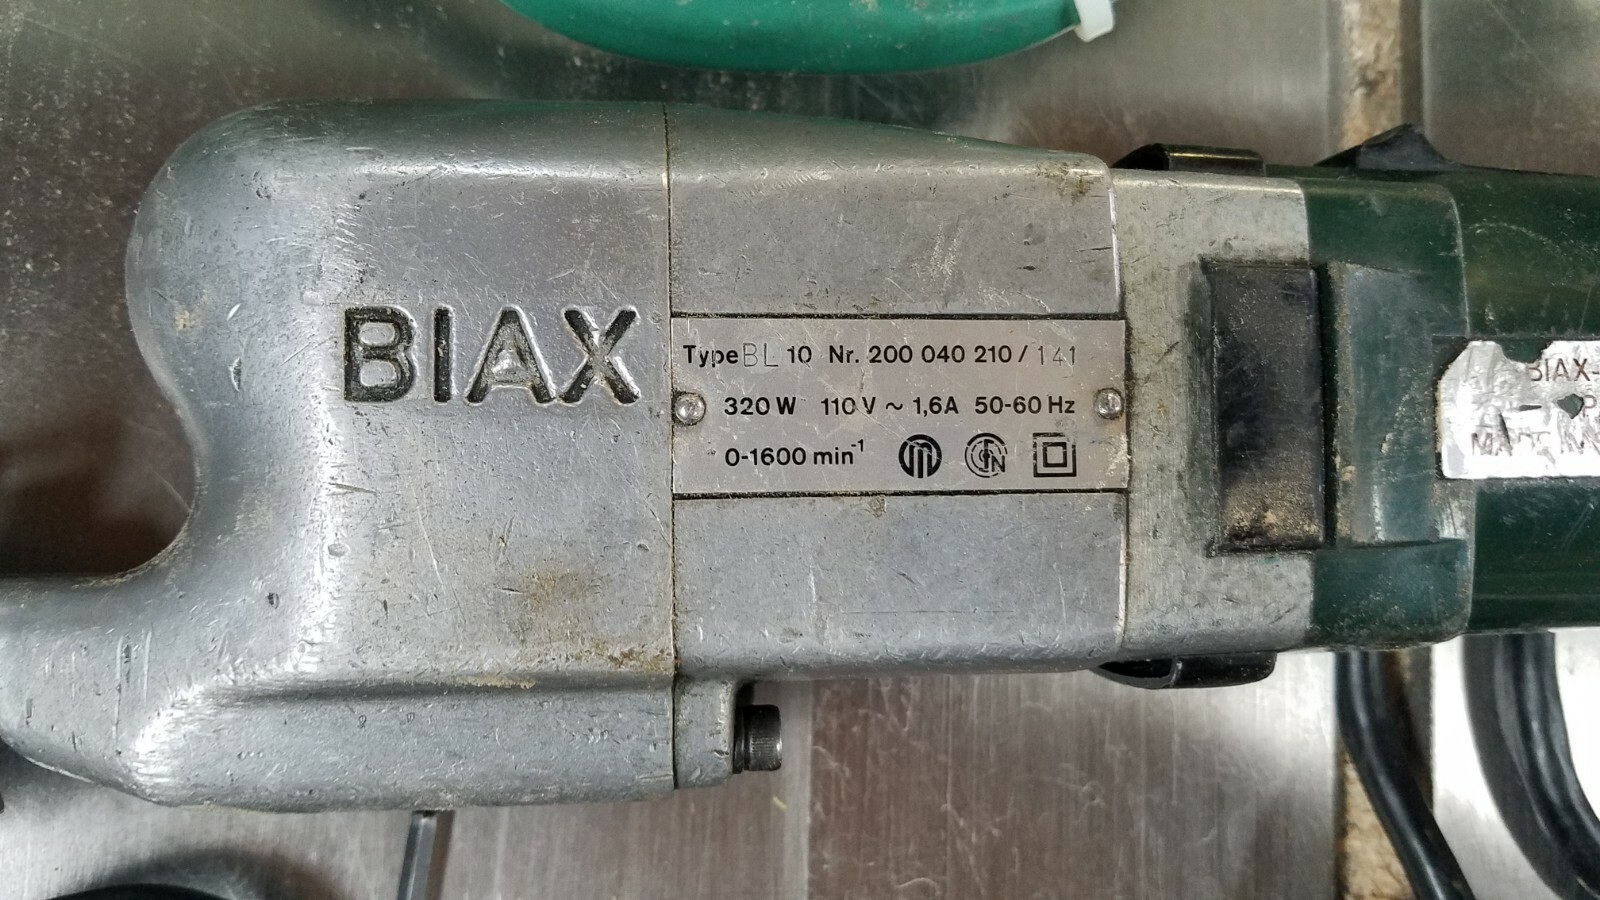 BIAX
Type BL 10 Nr. 200 040 210 / 141
320 W 110 V ~ 1,6A 50-60 Hz
0-1600 min⁻¹
BIAX-